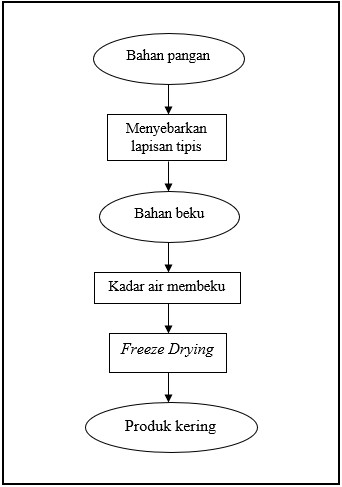 Bahan pangan
Menyebarkan
lapisan tipis
Bahan beku
Kadar air membeku
Freeze Drying
Produk kering